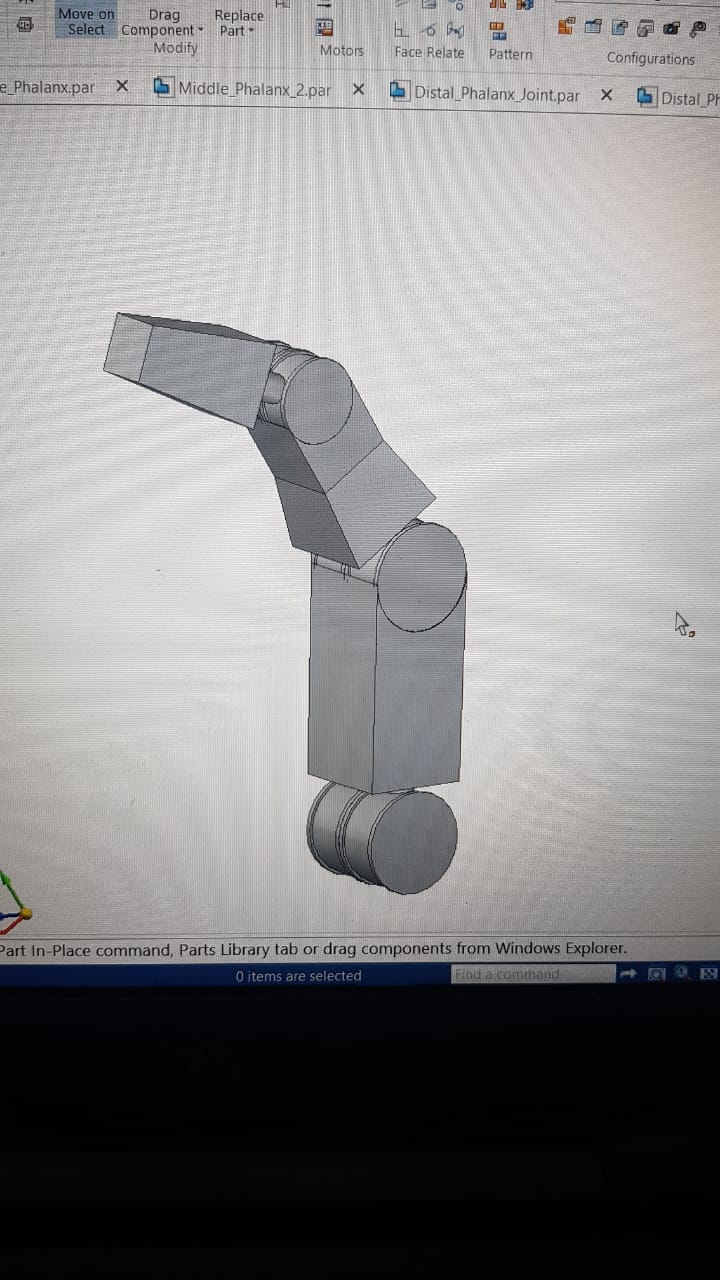 Move on
Select
Drag
Component
Replace
Part
Modify
Motors
Face Relate
Pattern
Configurations
e_Phalanx.par
Middle_Phalanx_2.par
Distal_Phalanx_Joint.par
Distal_Ph
Part In-Place command, Parts Library tab or drag components from Windows Explorer.
0 items are selected
Find a command